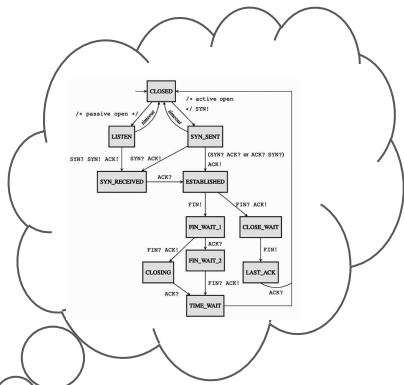 CLOSED
/* active open
*/ SYN!
/* passive open */
timeout
timeout
LISTEN
SYN_SENT
SYN? SYN! ACK!
SYN? ACK!
(SYN? ACK? or ACK? SYN?)
ACK!
SYN_RECEIVED
ACK?
ESTABLISHED
FIN!
FIN? ACK!
FIN_WAIT_1
CLOSE_WAIT
FIN? ACK!
ACK?
FIN!
CLOSING
FIN_WAIT_2
LAST_ACK
ACK?
FIN? ACK!
ACK?
TIME_WAIT